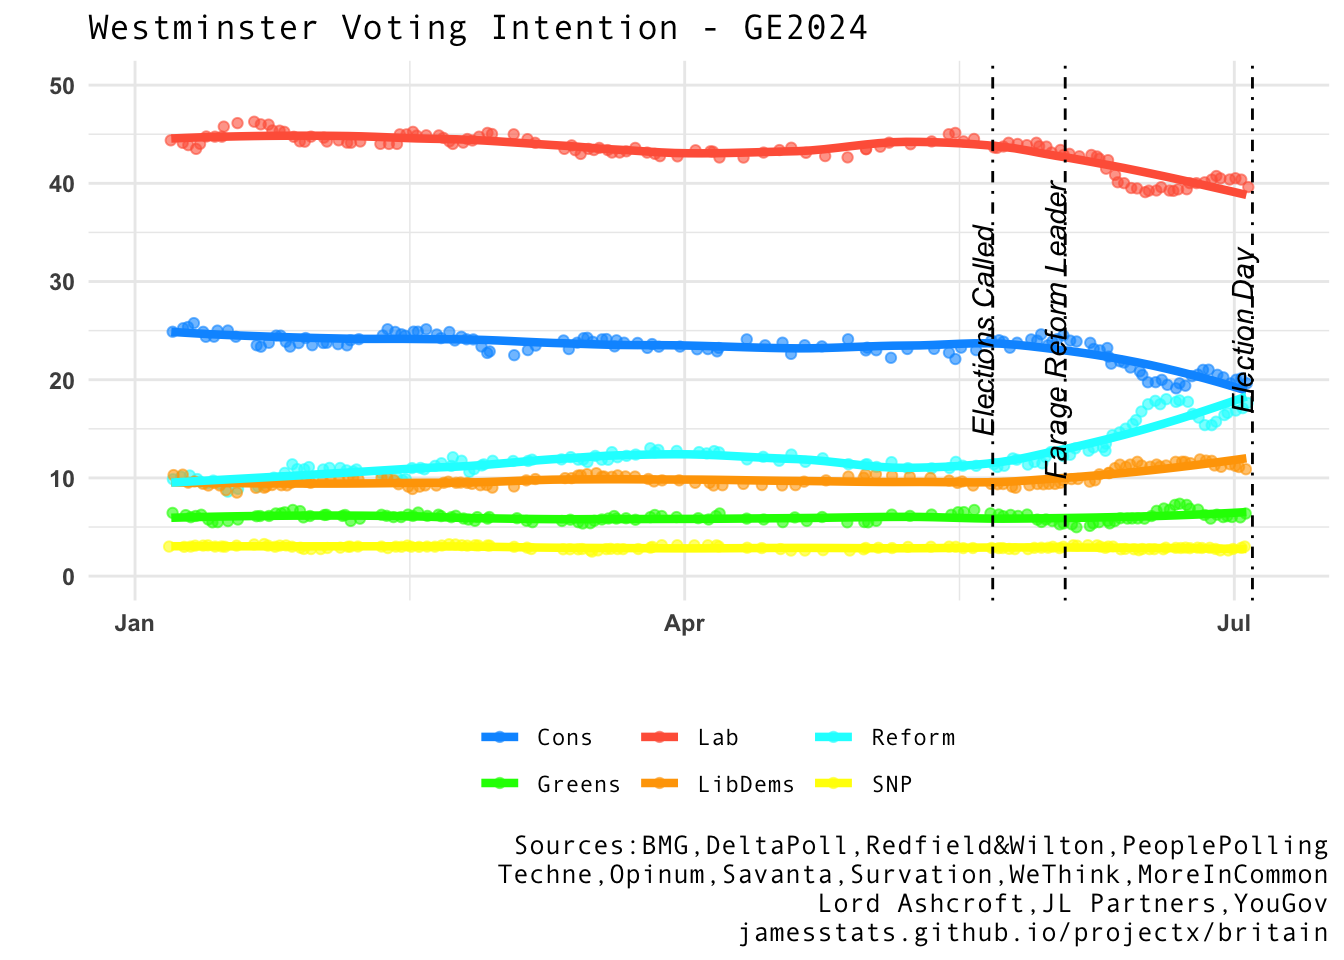 Westminster Voting Intention - GE2024
50
40
30
20
10
0
Elections Called
Farage Reform Leader
Election Day
Jan
Apr
Jul
Cons
Lab
Reform
Greens
LibDems
SNP
Sources:BMG,DeltaPoll,Redfield&Wilton,PeoplePolling
Techne,Opinum,Savanta,Survation,WeThink,MoreInCommon
Lord Ashcroft,JL Partners,YouGov
jamesstats.github.io/projectx/britain